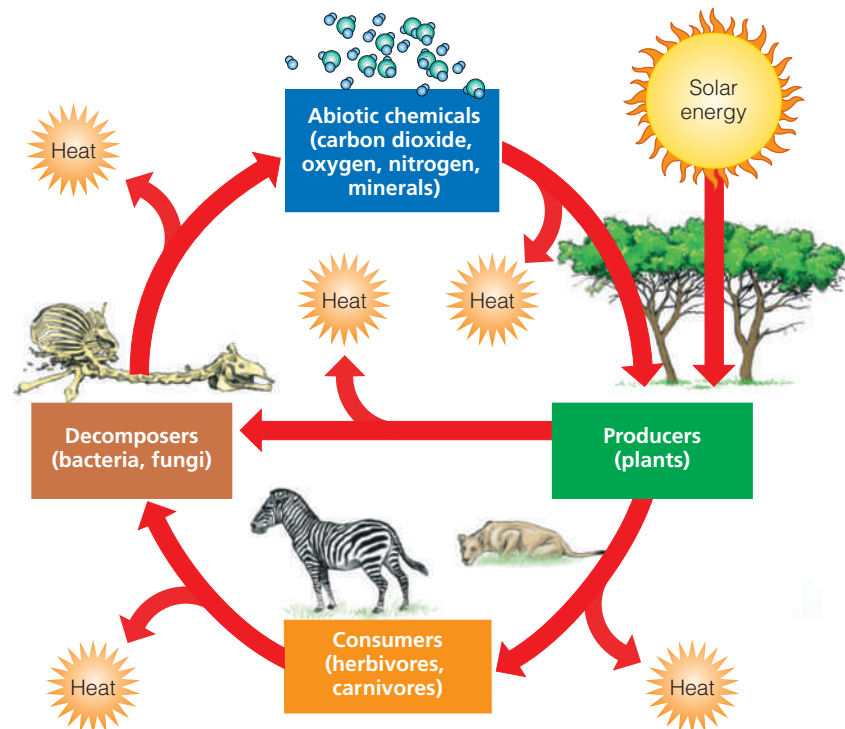 Abiotic chemicals
(carbon dioxide,
oxygen, nitrogen,
minerals)
Solar
energy
Heat
Heat
Heat
Decomposers
(bacteria, fungi)
Producers
(plants)
Consumers
(herbivores,
carnivores)
Heat
Heat